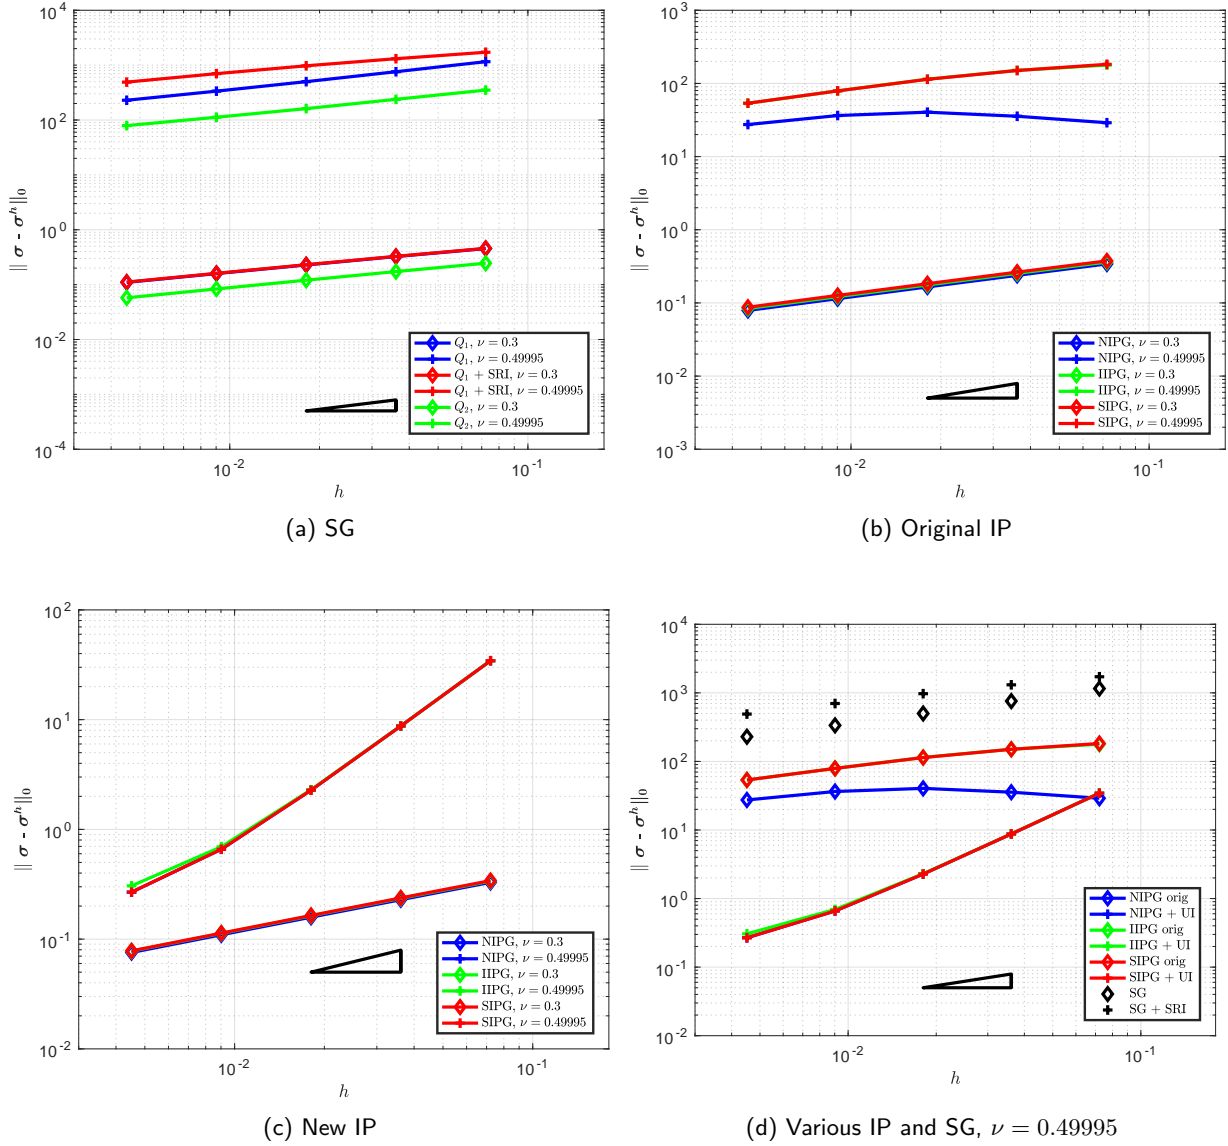 10^4
10^2
10^0
10^-2
10^-4
‖ σ - σ^h‖_0
10^-2
10^-1
h
Q_1, ν = 0.3
Q_1, ν = 0.49995
Q_1 + SRI, ν = 0.3
Q_1 + SRI, ν = 0.49995
Q_2, ν = 0.3
Q_2, ν = 0.49995
(a) SG
10^3
10^2
10^1
10^0
10^-1
10^-2
10^-3
‖ σ - σ^h‖_0
10^-2
10^-1
h
NIPG, ν = 0.3
NIPG, ν = 0.49995
IIPG, ν = 0.3
IIPG, ν = 0.49995
SIPG, ν = 0.3
SIPG, ν = 0.49995
(b) Original IP
10^2
10^1
10^0
10^-1
10^-2
‖ σ - σ^h‖_0
10^-2
10^-1
h
NIPG, ν = 0.3
NIPG, ν = 0.49995
IIPG, ν = 0.3
IIPG, ν = 0.49995
SIPG, ν = 0.3
SIPG, ν = 0.49995
(c) New IP
10^4
10^3
10^2
10^1
10^0
10^-1
10^-2
‖ σ - σ^h‖_0
10^-2
10^-1
h
NIPG orig
NIPG + UI
IIPG orig
IIPG + UI
SIPG orig
SIPG + UI
SG
SG + SRI
(d) Various IP and SG, ν = 0.49995